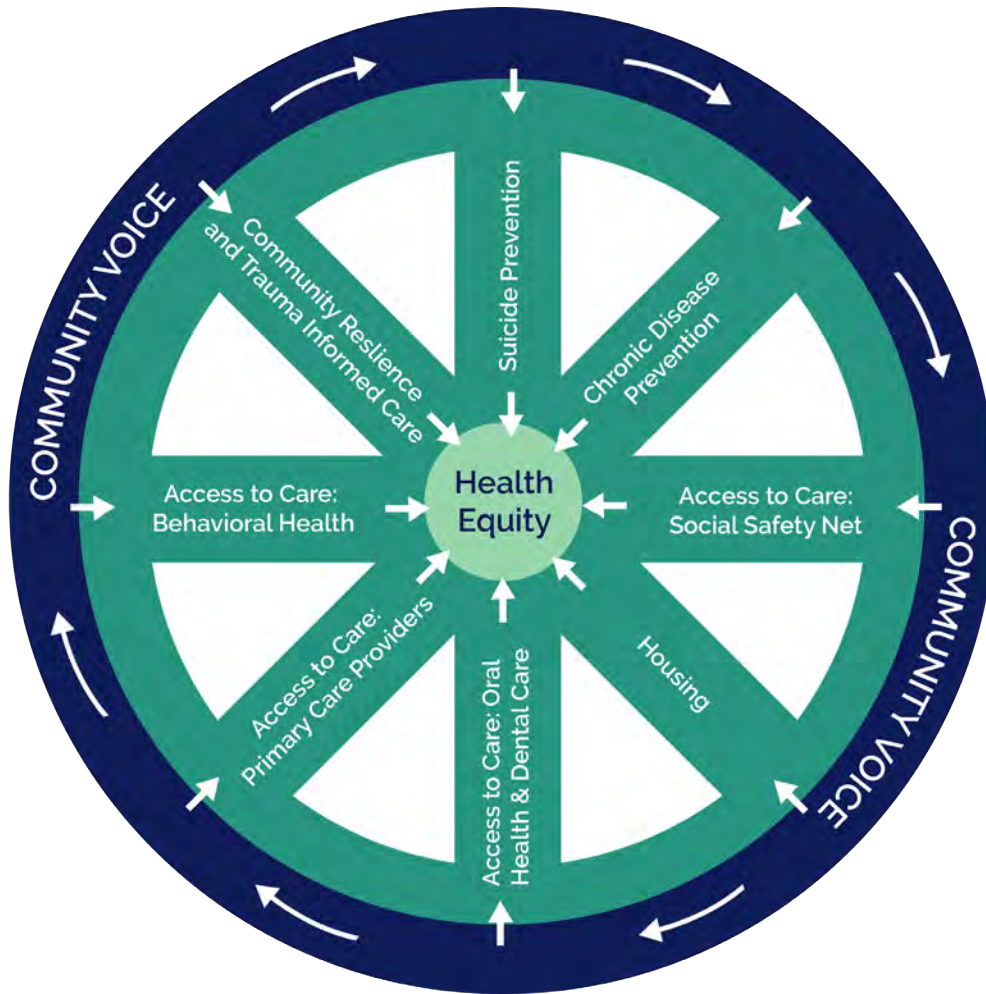 COMMUNITY VOICE
Suicide Prevention
Chronic Disease
Prevention
Access to Care:
Social Safety Net
Housing
Access to Care: Oral
Health & Dental Care
Access to Care:
Primary Care Providers
Access to Care:
Behavioral Health
Community Reslience
and Trauma Informed Care
Health
Equity
COMMUNITY VOICE